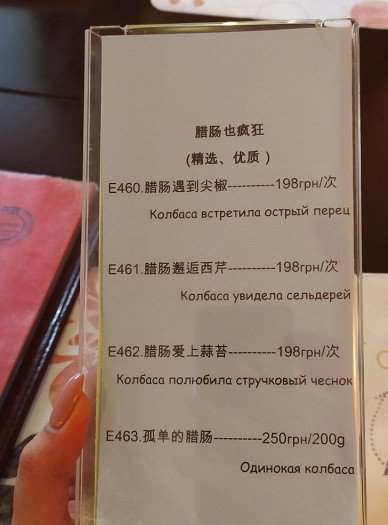 腊肠也疯狂
(精选、优质 )
E460.腊肠遇到尖椒----------198грн/次
Колбаса встретила острый перец
E461.腊肠邂逅西芹----------198грн/次
Колбаса увидела сельдерей
E462.腊肠爱上蒜苔----------198грн/次
Колбаса полюбила стручковый чеснок
E463.孤单的腊肠----------250грн/200g
Одинокая колбаса